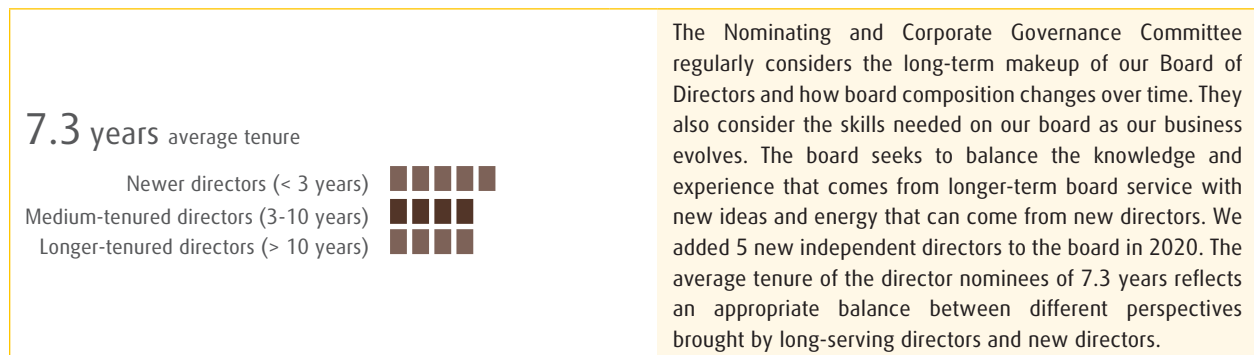 7.3 years average tenure
Newer directors (< 3 years)
Medium-tenured directors (3-10 years)
Longer-tenured directors (> 10 years)
The Nominating and Corporate Governance Committee
regularly considers the long-term makeup of our Board of
Directors and how board composition changes over time. They
also consider the skills needed on our board as our business
evolves. The board seeks to balance the knowledge and
experience that comes from longer-term board service with
new ideas and energy that can come from new directors. We
added 5 new independent directors to the board in 2020. The
average tenure of the director nominees of 7.3 years reflects
an appropriate balance between different perspectives
brought by long-serving directors and new directors.